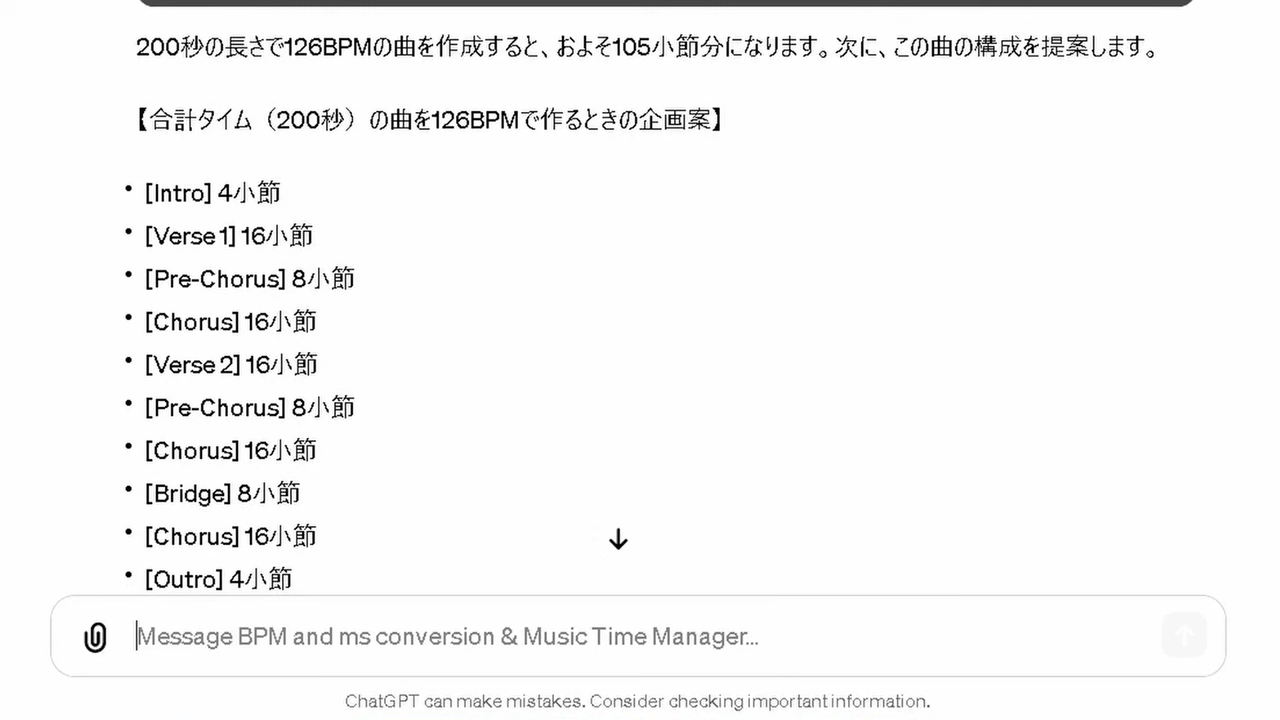 200秒の長さで126BPMの曲を作成すると、およそ105小節分になります。次に、この曲の構成を提案します。
【合計タイム（200秒）の曲を126BPMで作るときの企画案】
• [Intro] 4小節
• [Verse 1] 16小節
• [Pre-Chorus] 8小節
• [Chorus] 16小節
• [Verse 2] 16小節
• [Pre-Chorus] 8小節
• [Chorus] 16小節
• [Bridge] 8小節
• [Chorus] 16小節
• [Outro] 4小節
Message BPM and ms conversion & Music Time Manager...
ChatGPT can make mistakes. Consider checking important information.